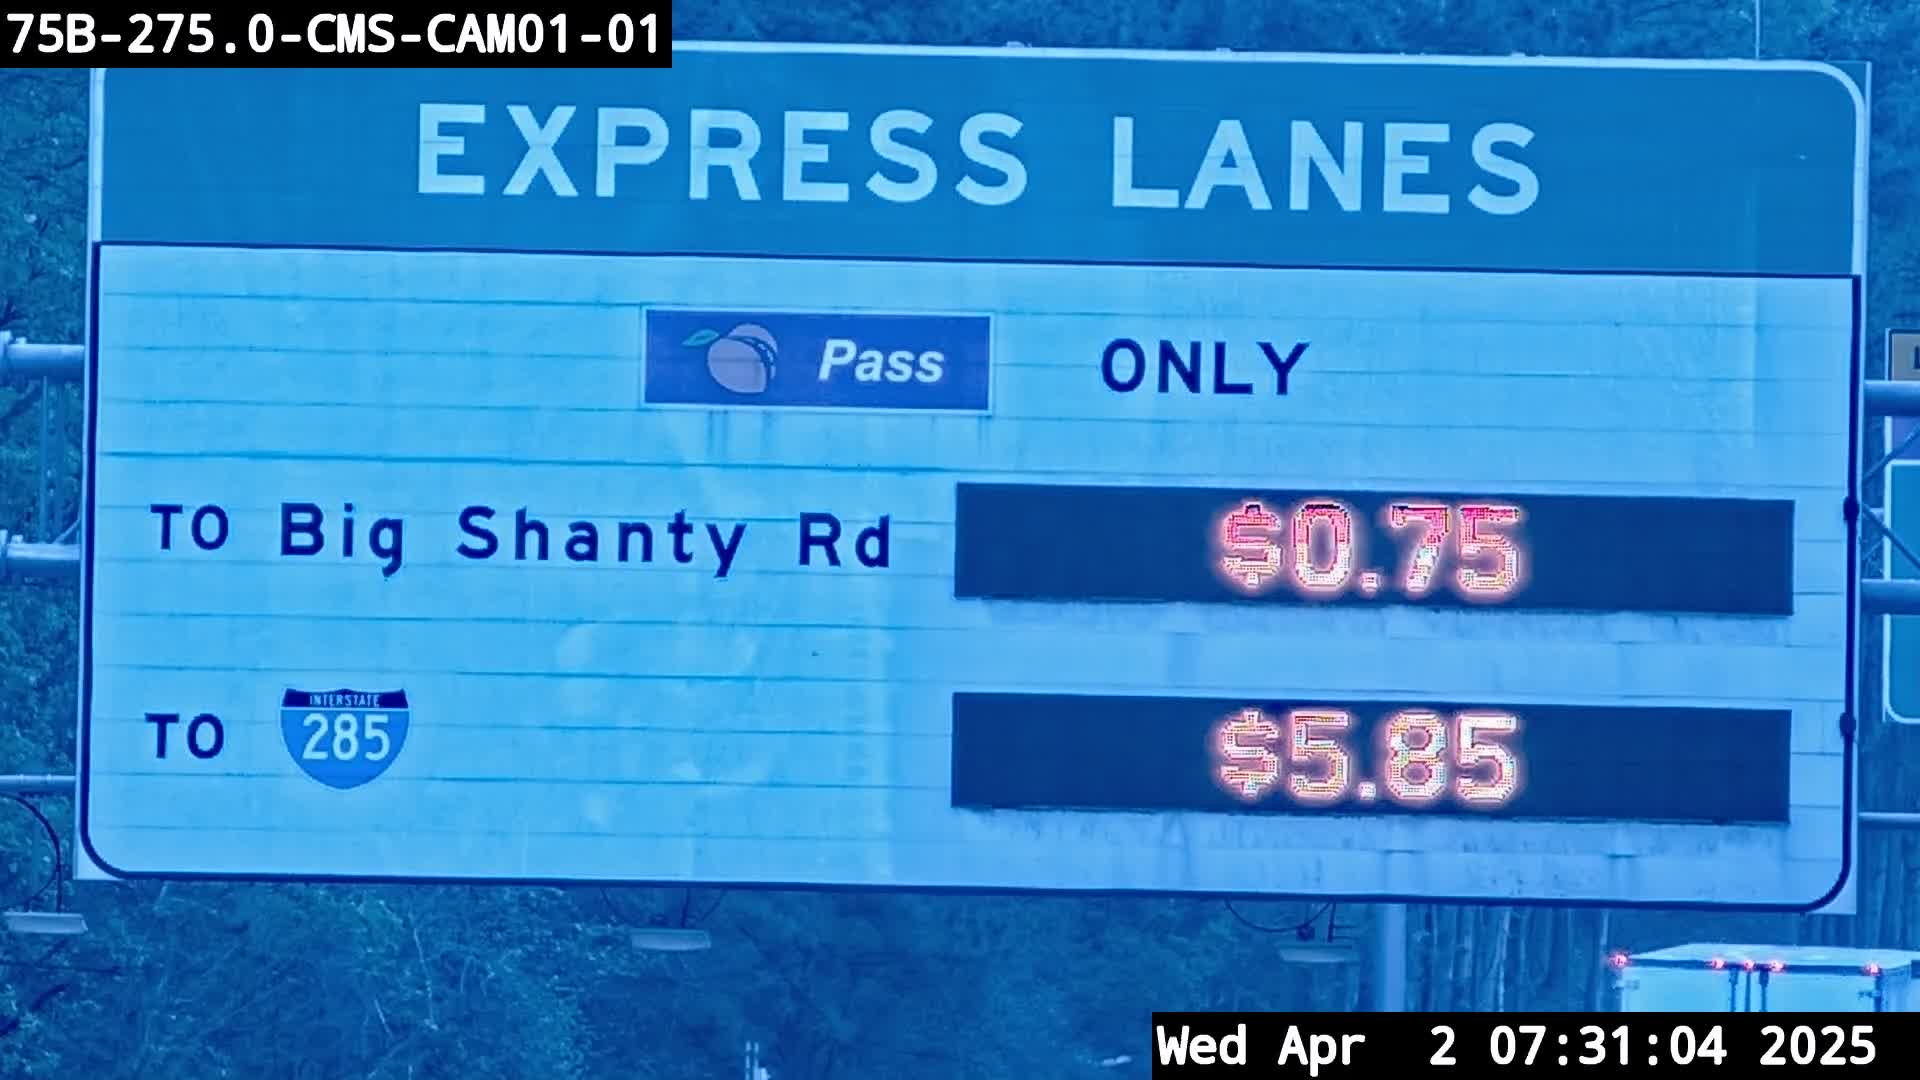 75B-275.0-CMS-CAM01-01
EXPRESS LANES
Pass ONLY
TO Big Shanty Rd $0.75
INTERSTATE
TO 285 $5.85
Wed Apr 2 07:31:04 2025